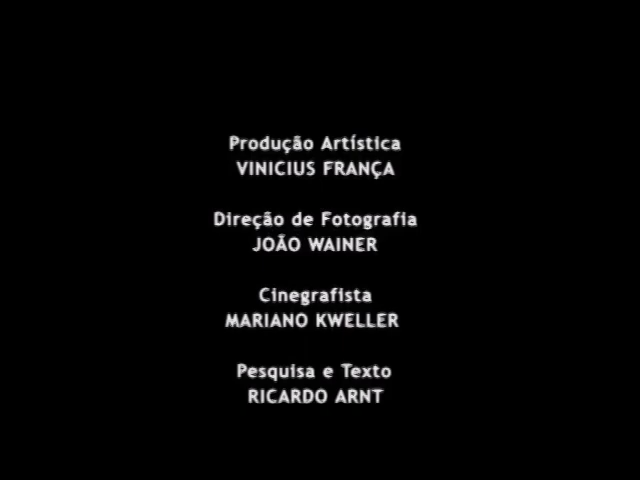 Produção Artística
VINICIUS FRANÇA
Direção de Fotografia
JOÃO WAINER
Cinegrafista
MARIANO KWELLER
Pesquisa e Texto
RICARDO ARNT